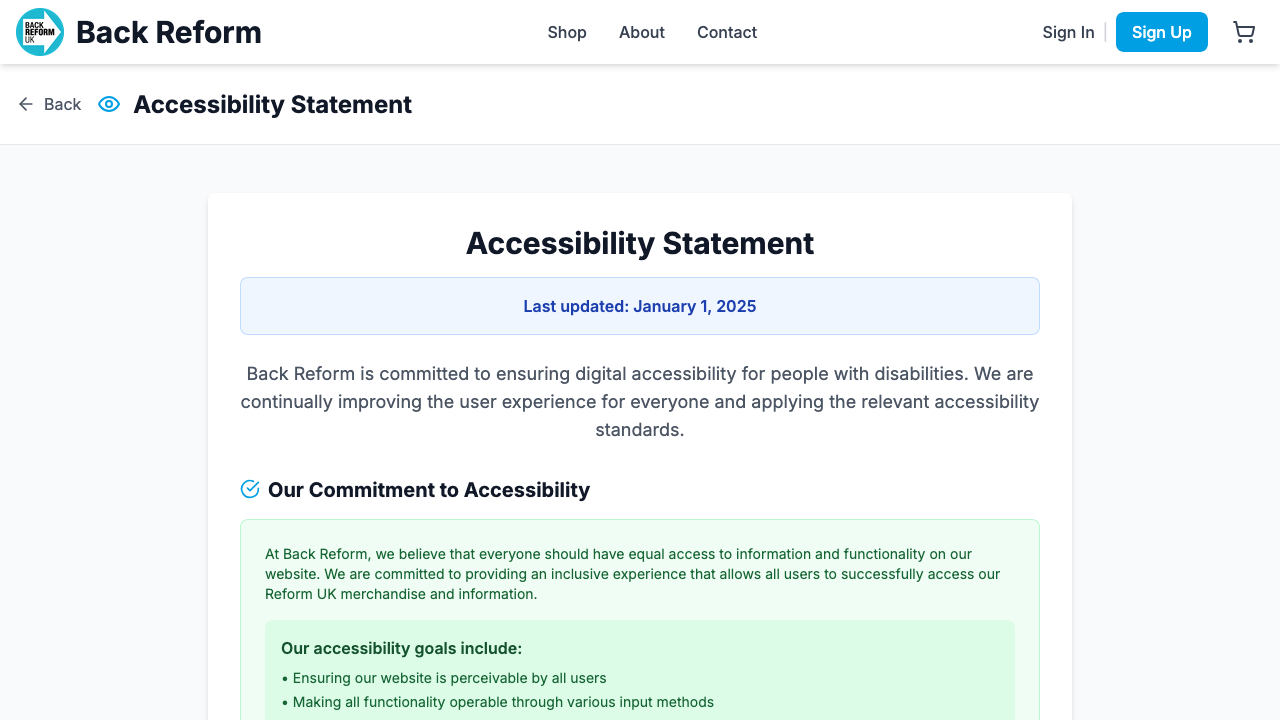 BACK
REFORM
UK
Back Reform
Shop
About
Contact
Sign In
Sign Up
Back
Accessibility Statement
Accessibility Statement
Last updated: January 1, 2025
Back Reform is committed to ensuring digital accessibility for people with disabilities. We are
continually improving the user experience for everyone and applying the relevant accessibility
standards.
Our Commitment to Accessibility
At Back Reform, we believe that everyone should have equal access to information and functionality on our
website. We are committed to providing an inclusive experience that allows all users to successfully access our
Reform UK merchandise and information.
Our accessibility goals include:
• Ensuring our website is perceivable by all users
• Making all functionality operable through various input methods